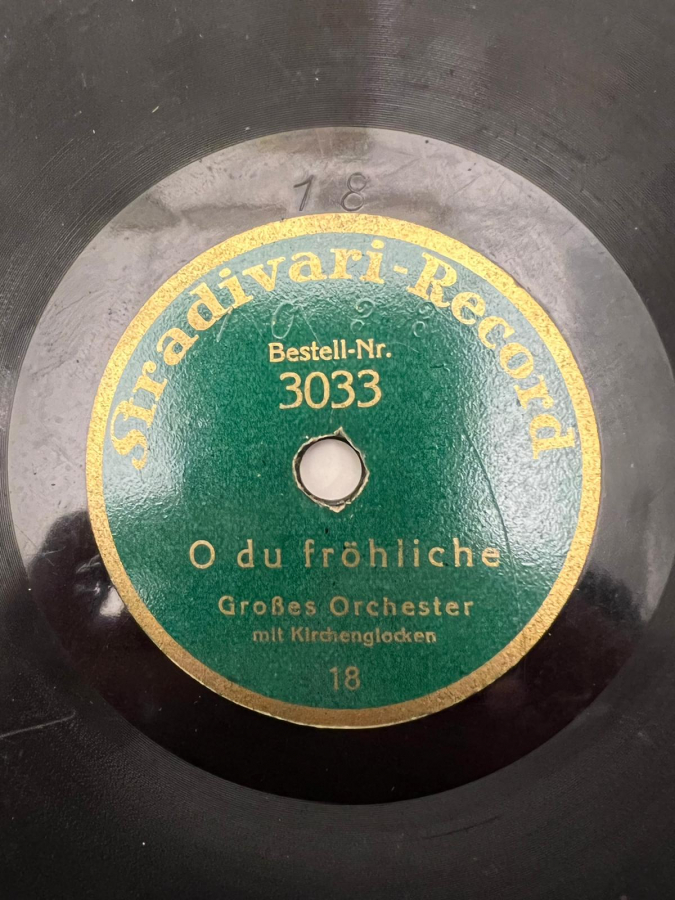 18
Stradivari-Record
Bestell-Nr.
3033
O du fröhliche
Großes Orchester
mit Kirchenglocken
18